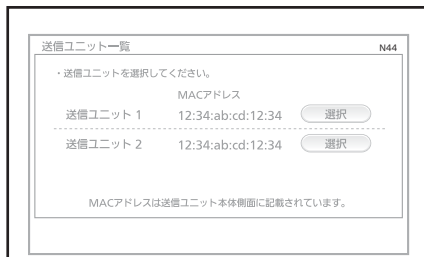 送信ユニット一覧 N44
・送信ユニットを選択してください。
MACアドレス
送信ユニット 1 12:34:ab:cd:12:34 選択
送信ユニット 2 12:34:ab:cd:12:34 選択
MACアドレスは送信ユニット本体側面に記載されています。